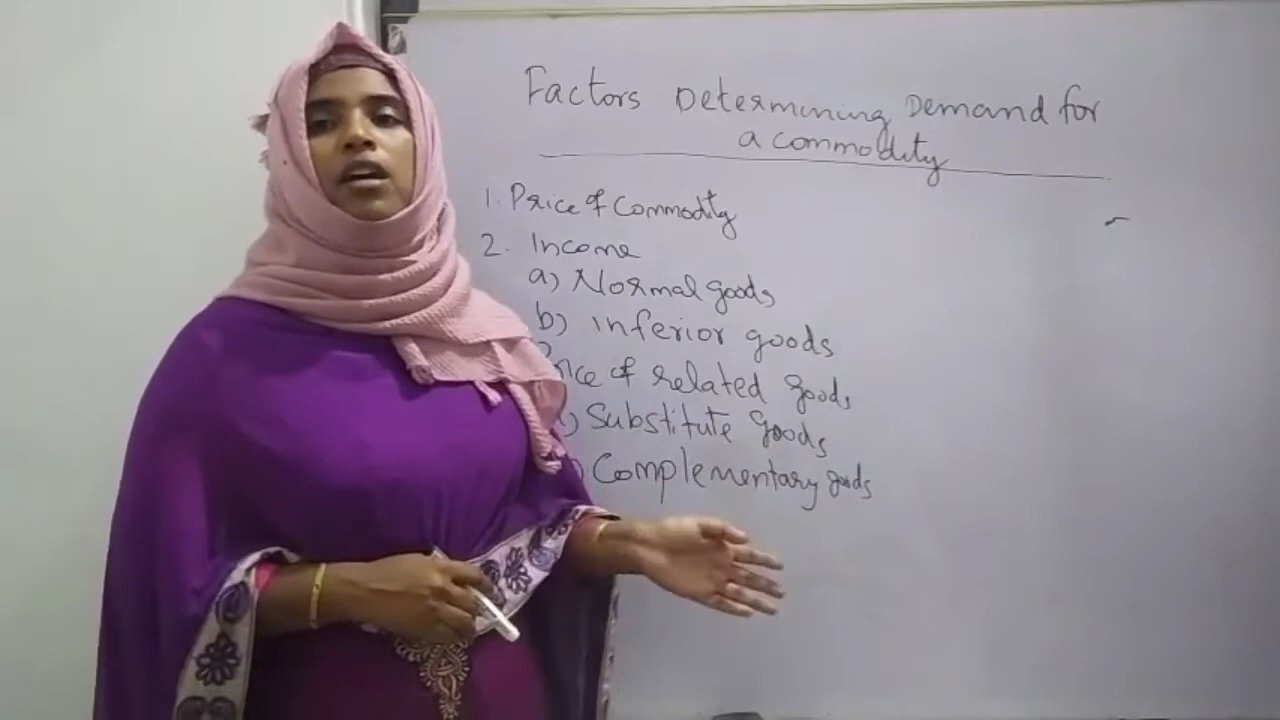 Factors Determining Demand for
a commodity
1. Price of Commodity
2. Income
a) Normal goods
b) Inferior goods
of related goods
Substitute Goods
Complementary goods